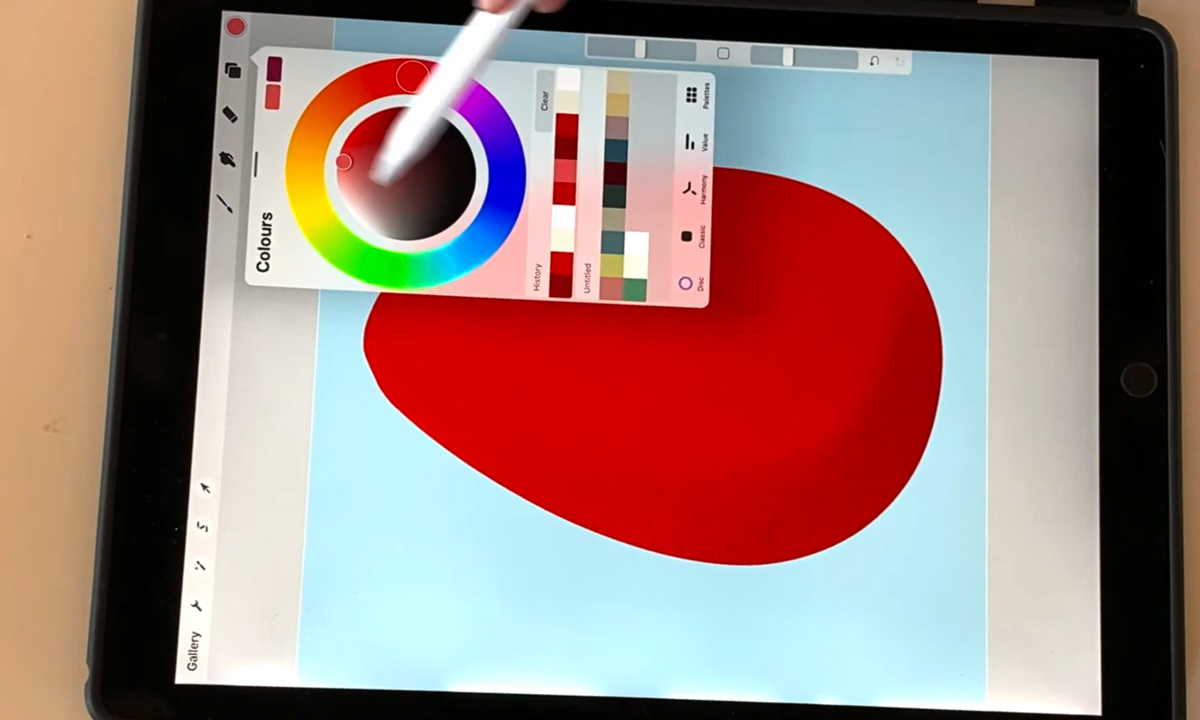 Gallery
Colours
History
Clear
Untitled
Disc
Classic
Harmony
Value
Palettes